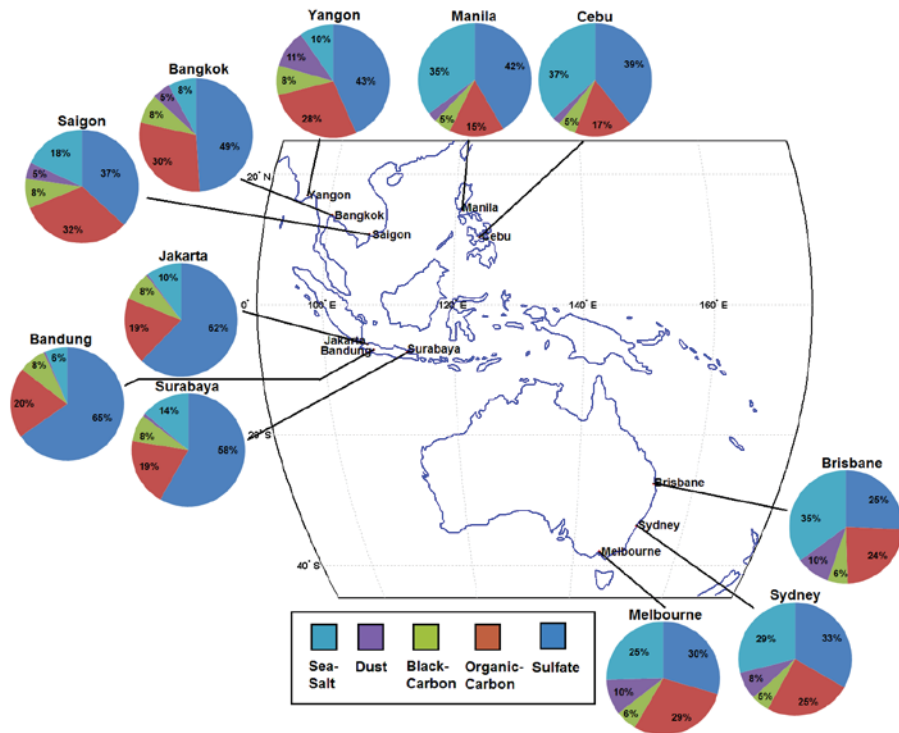 Yangon
10%
11%
8%
43%
28%
Manila
35%
42%
5%
15%
Cebu
37%
39%
5%
17%
Bangkok
8%
5%
8%
49%
30%
Saigon
18%
5%
8%
37%
32%
Jakarta
10%
8%
19%
62%
Bandung
6%
8%
20%
65%
Surabaya
14%
8%
19%
58%
20°N
0°
20°S
40°S
100°E
120°E
140°E
160°E
Yangon
Bangkok
Saigon
Manila
Cebu
Jakarta
Bandung
Surabaya
Brisbane
Sydney
Melbourne
Brisbane
35%
25%
10%
6%
24%
Sydney
29%
33%
8%
5%
25%
Melbourne
25%
30%
10%
6%
29%
Sea-
Salt
Dust
Black-
Carbon
Organic-
Carbon
Sulfate